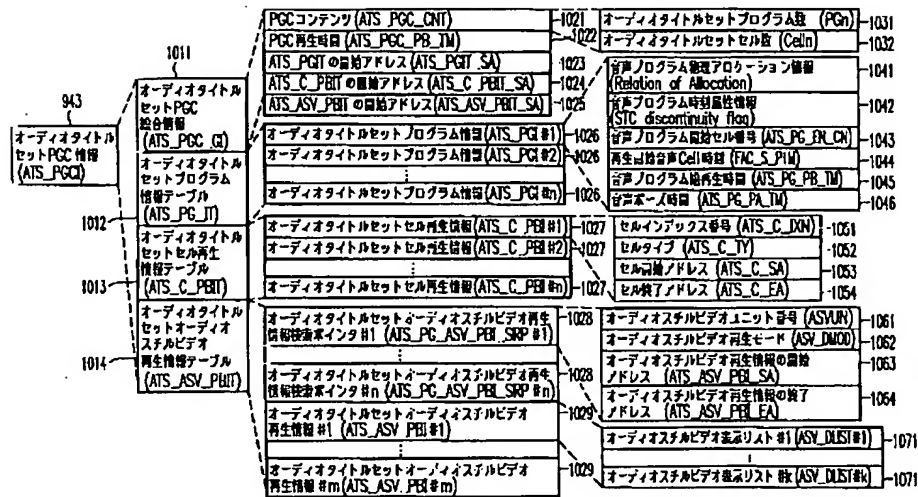 943
オーディオタイトル
セットPGC情報
(ATS_PGCI)
1011
オーディオタイトル
セットPGC
総合情報
(ATS_PGC_GI)
オーディオタイトル
セットプログラム
情報テーブル
(ATS_PG_IT)
1012
オーディオタイトル
セットセル再生
情報テーブル
(ATS_C_PBIT)
1013
オーディオタイトル
セットオーディオ
スチルビデオ
再生情報テーブル
(ATS_ASV_PBIT)
1014
PGCコンテンツ(ATS_PGC_CNT) 1021
PGC再生時間(ATS_PGC_PB_TM) 1022
ATS_PGITの開始アドレス(ATS_PGIT_SA) 1023
ATS_C_PBITの開始アドレス(ATS_C_PBIT_SA) 1024
ATS_ASV_PBITの開始アドレス(ATS_ASV_PBIT_SA) 1025
オーディオタイトルセットプログラム情報(ATS_PGI#1) 1026
オーディオタイトルセットプログラム情報(ATS_PGI#2) 1026
オーディオタイトルセットプログラム情報(ATS_PGI#n) 1026
オーディオタイトルセットセル再生情報(ATS_C_PBI#1) 1027
オーディオタイトルセットセル再生情報(ATS_C_PBI#2) 1027
オーディオタイトルセットセル再生情報(ATS_C_PBI#n) 1027
オーディオタイトルセットオーディオスチルビデオ再生 1028
情報検索ポインタ#1 (ATS_PG_ASV_PBI_SRP #1)
オーディオタイトルセットオーディオスチルビデオ再生 1028
情報検索ポインタ#n (ATS_PG_ASV_PBI_SRP #n)
オーディオタイトルセットオーディオスチルビデオ 1029
再生情報#1 (ATS_ASV_PBI#1)
オーディオタイトルセットオーディオスチルビデオ 1029
再生情報#m (ATS_ASV_PBI#m)
オーディオタイトルセットプログラム数 (PGn) 1031
オーディオタイトルセットセル数 (Celln) 1032
音声プログラム物理アロケーション情報 1041
(Relation of Allocation)
音声プログラム時刻属性情報 1042
(STC discontinuity flag)
音声プログラム開始セル番号(ATS_PG_EN_CN) 1043
再生開始音声Cell時刻 (FAC_S_PTM) 1044
音声プログラム総再生時間(ATS_PG_PB_TM) 1045
音声ポーズ時間 (ATS_PG_PA_TM) 1046
セルインデックス番号 (ATS_C_IXN) 1051
セルタイプ (ATS_C_TY) 1052
セル開始アドレス (ATS_C_SA) 1053
セル終了アドレス (ATS_C_EA) 1054
オーディオスチルビデオユニット番号 (ASVUN) 1061
オーディオスチルビデオ再生モード (ASV_DMOD) 1062
オーディオスチルビデオ再生情報の開始 1063
アドレス (ATS_ASV_PBI_SA)
オーディオスチルビデオ再生情報の終了 1064
アドレス (ATS_ASV_PBI_EA)
オーディオスチルビデオ表示リスト#1 (ASV_DLIST#1) 1071
オーディオスチルビデオ表示リスト#k (ASV_DLIST#k) 1071